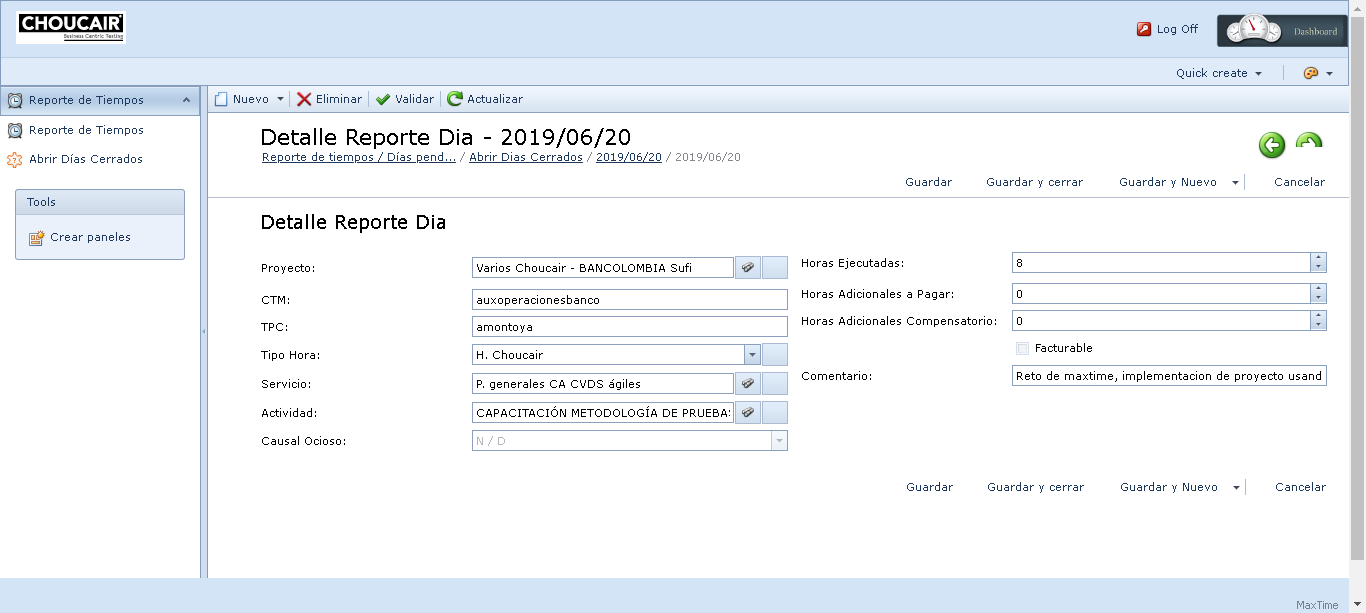 CHOUCAIR
Business Centric Testing
Log Off
Dashboard
Quick create
Reporte de Tiempos
Reporte de Tiempos
Abrir Días Cerrados
Tools
Crear paneles
Nuevo Eliminar Validar Actualizar
Detalle Reporte Dia - 2019/06/20
Reporte de tiempos / Días pend... / Abrir Dias Cerrados / 2019/06/20 / 2019/06/20
Guardar Guardar y cerrar Guardar y Nuevo Cancelar
Detalle Reporte Dia
Proyecto: Varios Choucair - BANCOLOMBIA Sufi
CTM: auxoperacionesbanco
TPC: amontoya
Tipo Hora: H. Choucair
Servicio: P. generales CA CVDS ágiles
Actividad: CAPACITACIÓN METODOLOGÍA DE PRUEBAS
Causal Ocioso: N / D
Horas Ejecutadas: 8
Horas Adicionales a Pagar: 0
Horas Adicionales Compensatorio: 0
Facturable
Comentario: Reto de maxtime, implementacion de proyecto usand
Guardar Guardar y cerrar Guardar y Nuevo Cancelar
MaxTime